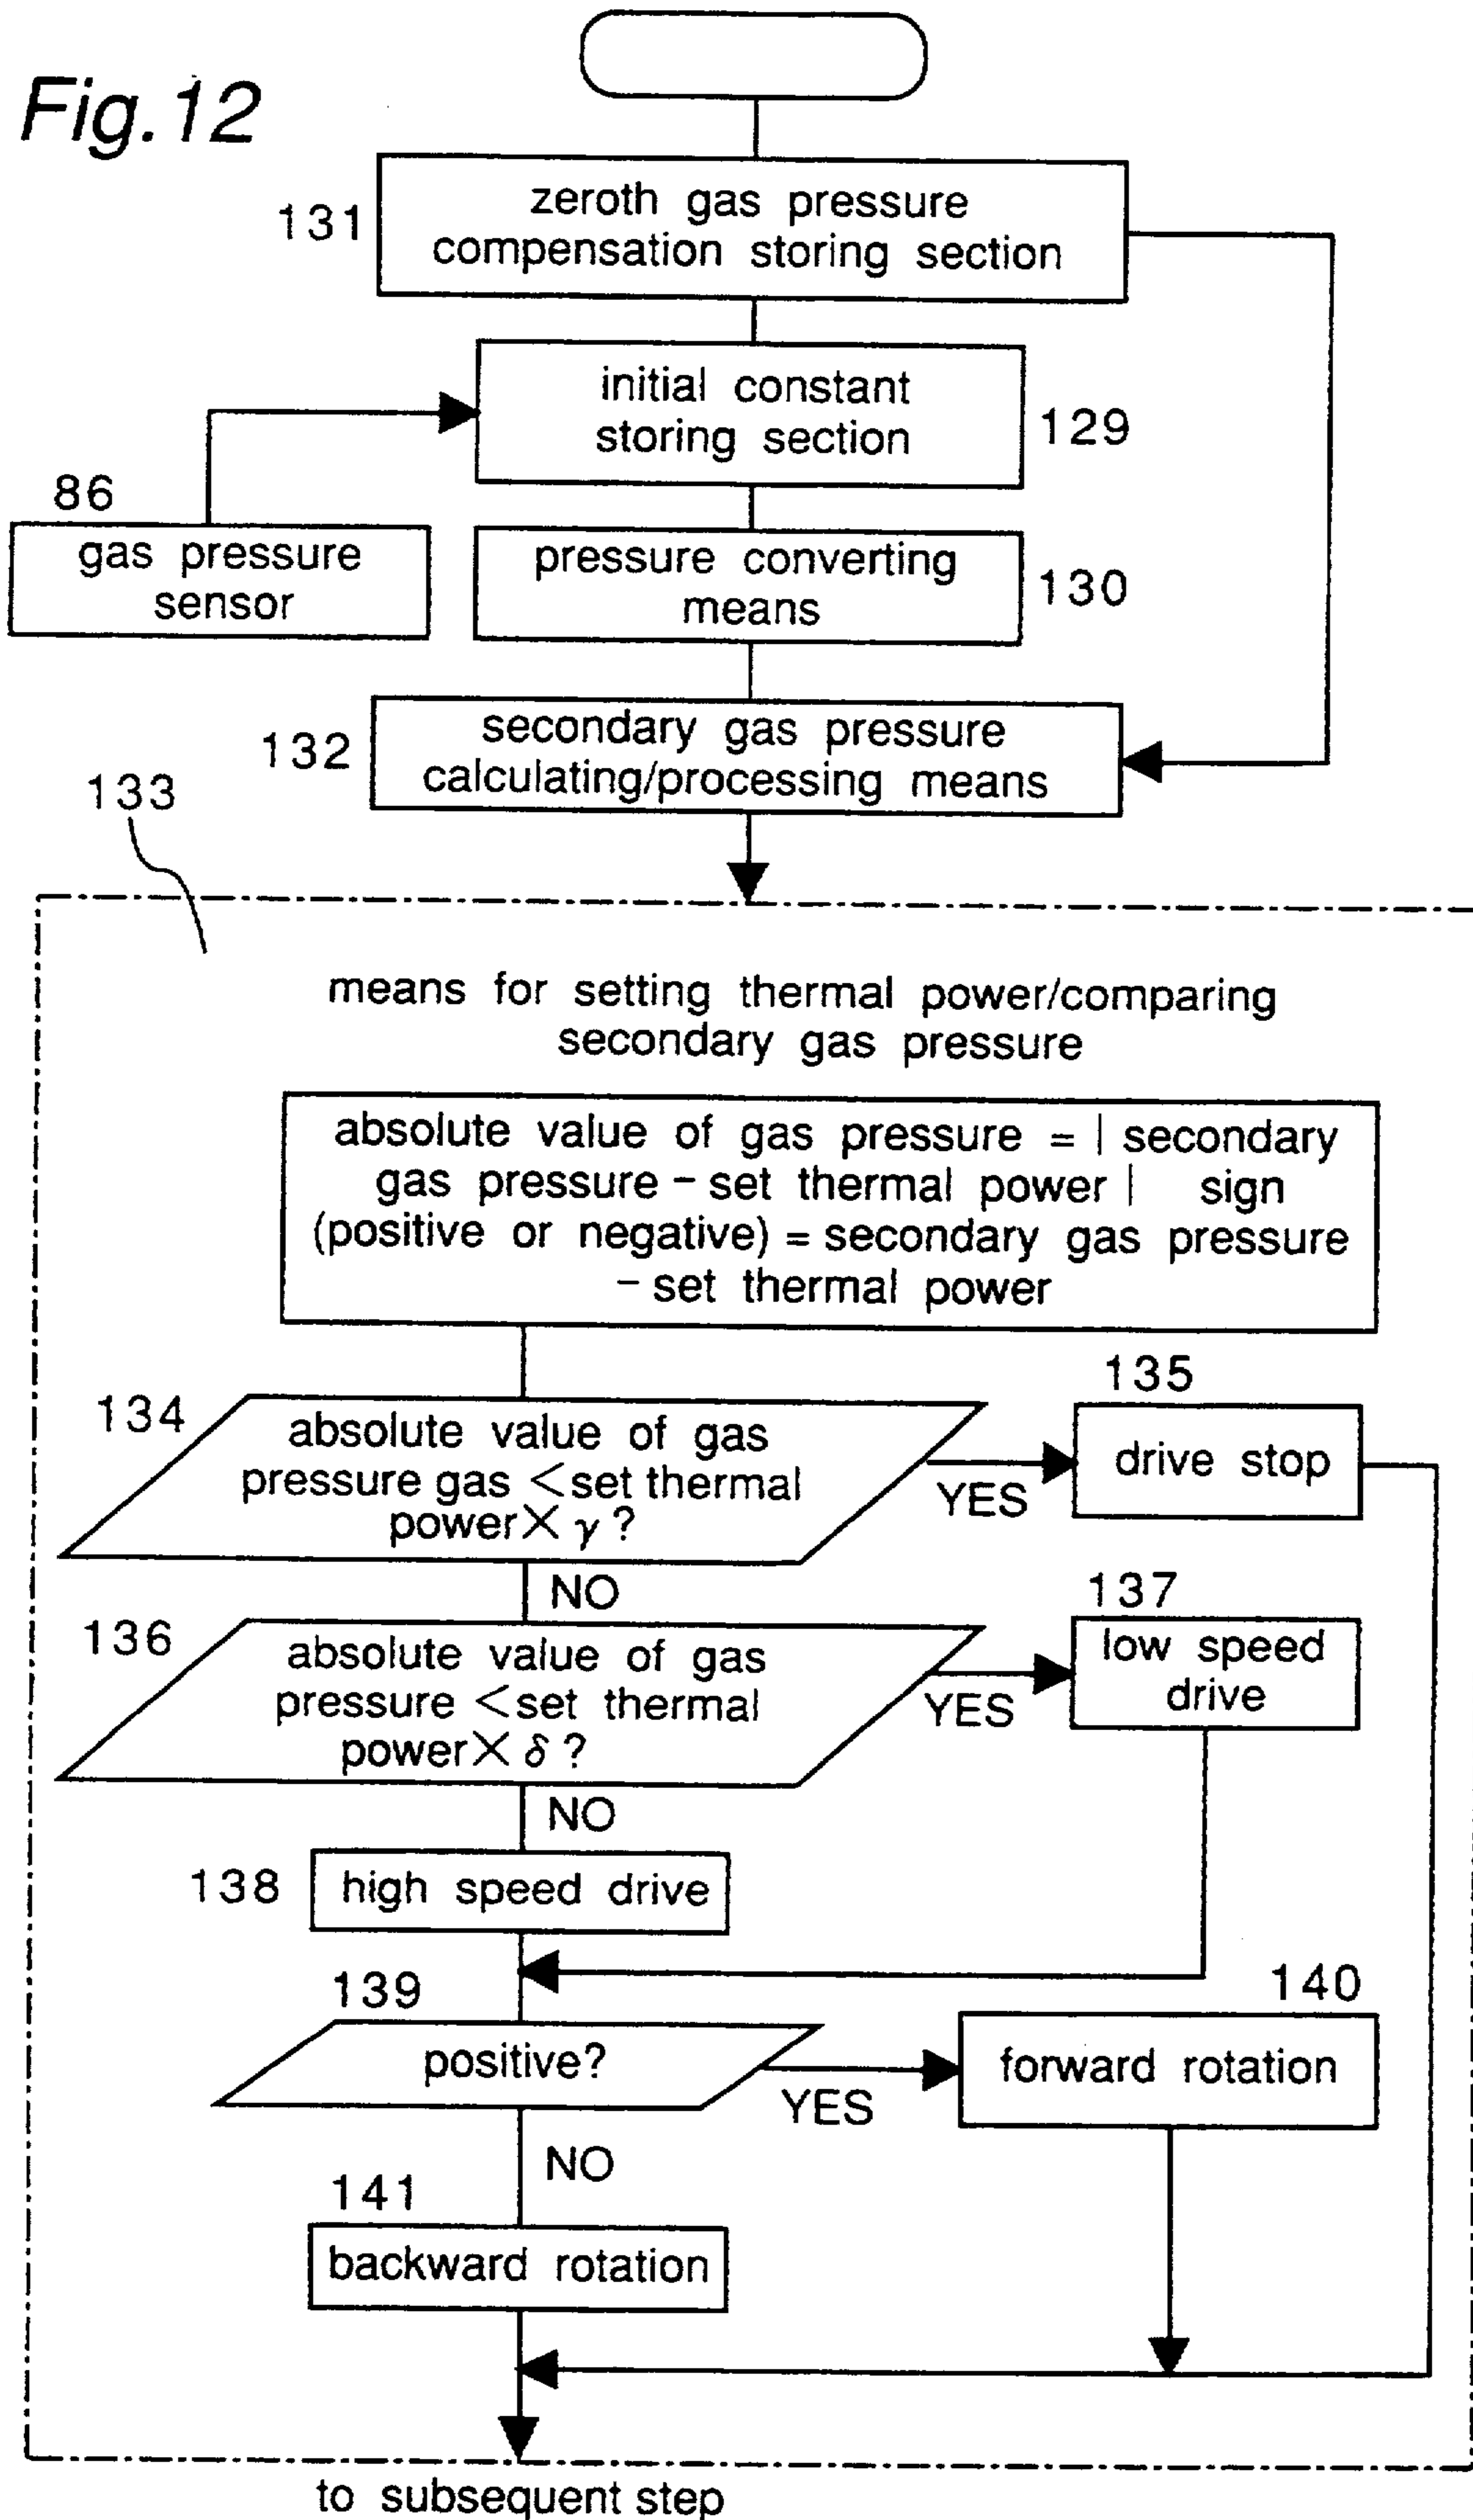 Fig.12
131
zeroth gas pressure
compensation storing section
initial constant
storing section
129
86
gas pressure
sensor
pressure converting
means
130
132
secondary gas pressure
calculating/processing means
133
means for setting thermal power/comparing
secondary gas pressure
absolute value of gas pressure = | secondary
gas pressure - set thermal power | sign
(positive or negative) = secondary gas pressure
- set thermal power
134
absolute value of gas
pressure gas < set thermal
power X γ ?
YES
135
drive stop
NO
136
absolute value of gas
pressure < set thermal
power X δ ?
YES
137
low speed
drive
NO
138
high speed drive
139
positive?
YES
140
forward rotation
NO
141
backward rotation
to subsequent step